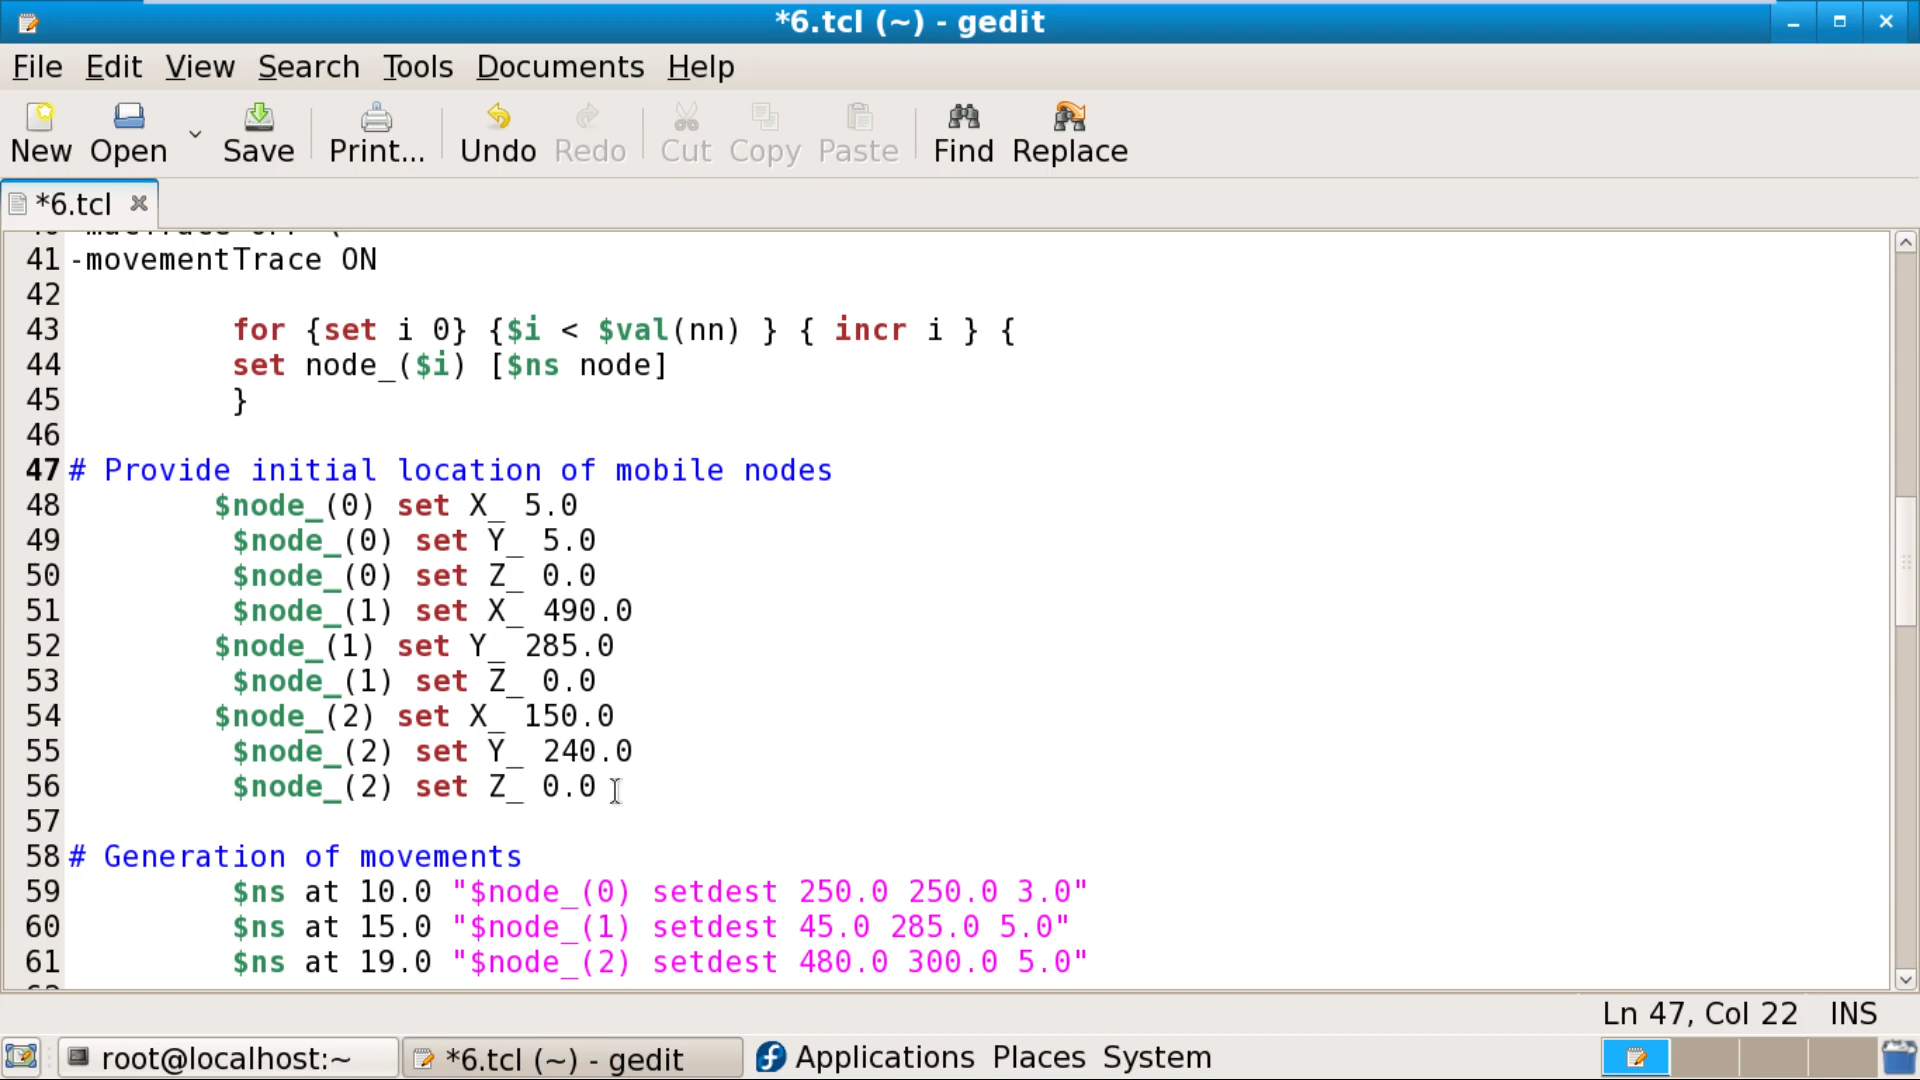 *6.tcl (~) - gedit
File Edit View Search Tools Documents Help
New Open Save Print... Undo Redo Cut Copy Paste Find Replace
*6.tcl
41 -movementTrace ON
42
43 for {set i 0} {$i < $val(nn) } { incr i } {
44 set node_($i) [$ns node]
45 }
46
47 # Provide initial location of mobile nodes
48 $node_(0) set X_ 5.0
49 $node_(0) set Y_ 5.0
50 $node_(0) set Z_ 0.0
51 $node_(1) set X_ 490.0
52 $node_(1) set Y_ 285.0
53 $node_(1) set Z_ 0.0
54 $node_(2) set X_ 150.0
55 $node_(2) set Y_ 240.0
56 $node_(2) set Z_ 0.0
57
58 # Generation of movements
59 $ns at 10.0 "$node_(0) setdest 250.0 250.0 3.0"
60 $ns at 15.0 "$node_(1) setdest 45.0 285.0 5.0"
61 $ns at 19.0 "$node_(2) setdest 480.0 300.0 5.0"
Ln 47, Col 22 INS
root@localhost:~ *6.tcl (~) - gedit Applications Places System